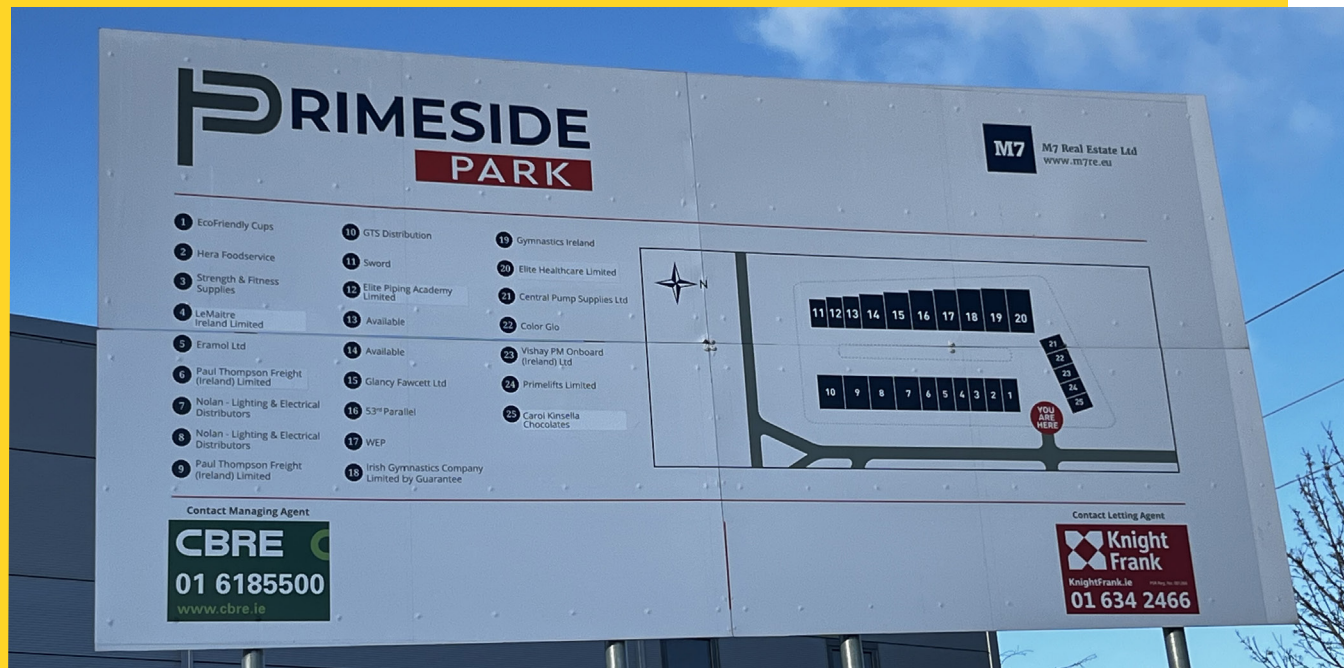 PRIMESIDE
PARK
M7
M7 Real Estate Ltd
www.m7re.eu
1 EcoFriendly Cups
2 Hera Foodservice
3 Strength & Fitness
Supplies
4 LeMaitre
Ireland Limited
5 Eramol Ltd
6 Paul Thompson Freight
(Ireland) Limited
7 Nolan - Lighting & Electrical
Distributors
8 Nolan - Lighting & Electrical
Distributors
9 Paul Thompson Freight
(Ireland) Limited
10 GTS Distribution
11 Sword
12 Elite Piping Academy
Limited
13 Available
14 Available
15 Glancy Fawcett Ltd
16 53rd Parallel
17 WEP
18 Irish Gymnastics Company
Limited by Guarantee
19 Gymnastics Ireland
20 Elite Healthcare Limited
21 Central Pump Supplies Ltd
22 Color Glo
23 Vishay PM Onboard
(Ireland) Ltd
24 Primelifts Limited
25 Carol Kinsella
Chocolates
N
11 12 13 14 15 16 17 18 19 20
21
22
23
24
25
10 9 8 7 6 5 4 3 2 1
YOU
ARE
HERE
Contact Managing Agent
CBRE
01 6185500
www.cbre.ie
Contact Letting Agent
Knight
Frank
KnightFrank.ie
01 634 2466